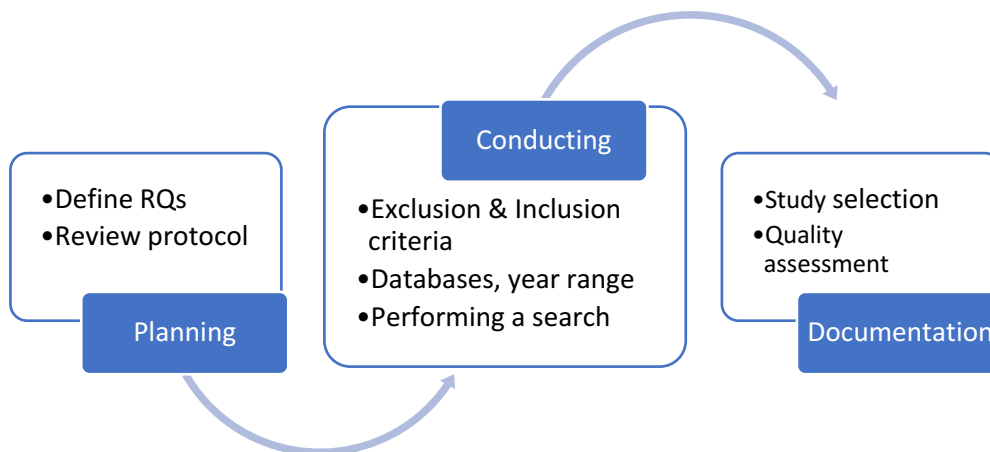 •Define RQs
•Review protocol
Planning
Conducting
•Exclusion & Inclusion
criteria
•Databases, year range
•Performing a search
•Study selection
•Quality
assessment
Documentation